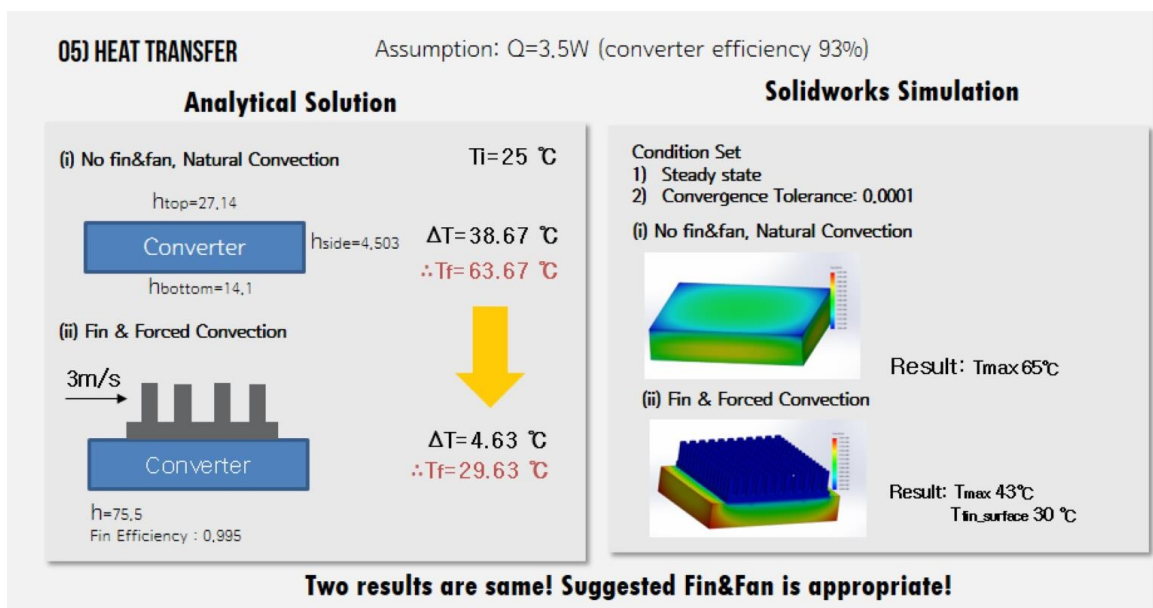 05) HEAT TRANSFER
Assumption: Q=3.5W (converter efficiency 93%)
Analytical Solution
(i) No fin&fan, Natural Convection
Ti=25 ℃
htop=27.14
Converter
hside=4.503
hbottom=14.1
ΔT=38.67 ℃
∴Tf=63.67 ℃
(ii) Fin & Forced Convection
3m/s
Converter
ΔT=4.63 ℃
∴Tf=29.63 ℃
h=75.5
Fin Efficiency : 0.995
Solidworks Simulation
Condition Set
1) Steady state
2) Convergence Tolerance: 0.0001
(i) No fin&fan, Natural Convection
Result: Tmax 65℃
(ii) Fin & Forced Convection
Result: Tmax 43℃
Tfin_surface 30 ℃
Two results are same! Suggested Fin&Fan is appropriate!